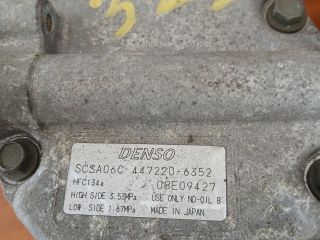 DENSO
SCSA06C 447220-6352
HFC134a 08E09427
HIGH SIDE 3.53MPa USE ONLY ND-OIL 8
LOW SIDE 1.67MPa MADE IN JAPAN